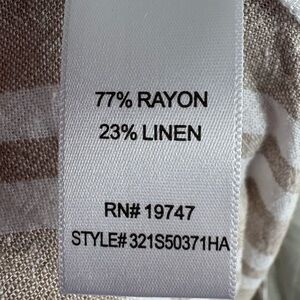 77% RAYON
23% LINEN
RN# 19747
STYLE# 321S50371HA